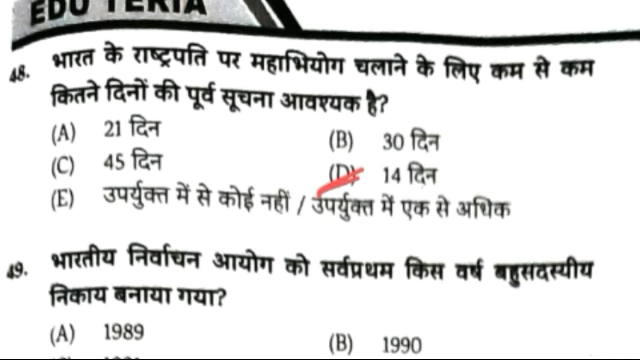 EDU TERIA
48. भारत के राष्ट्रपति पर महाभियोग चलाने के लिए कम से कम
कितने दिनों की पूर्व सूचना आवश्यक है?
(A) 21 दिन (B) 30 दिन
(C) 45 दिन (D) 14 दिन
(E) उपर्युक्त में से कोई नहीं / उपर्युक्त में एक से अधिक
49. भारतीय निर्वाचन आयोग को सर्वप्रथम किस वर्ष बहुसदस्यीय
निकाय बनाया गया?
(A) 1989 (B) 1990